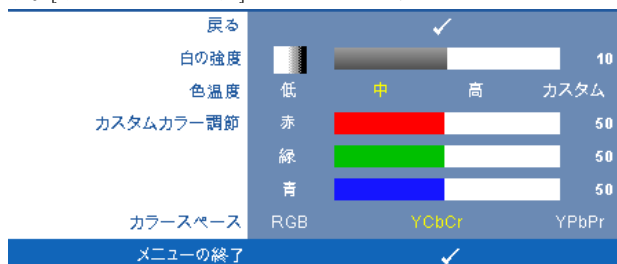 戻る
白の強度 10
色温度 低 中 高 カスタム
カスタムカラー調節 赤 50
緑 50
青 50
カラースペース RGB YCbCr YPbPr
メニューの終了